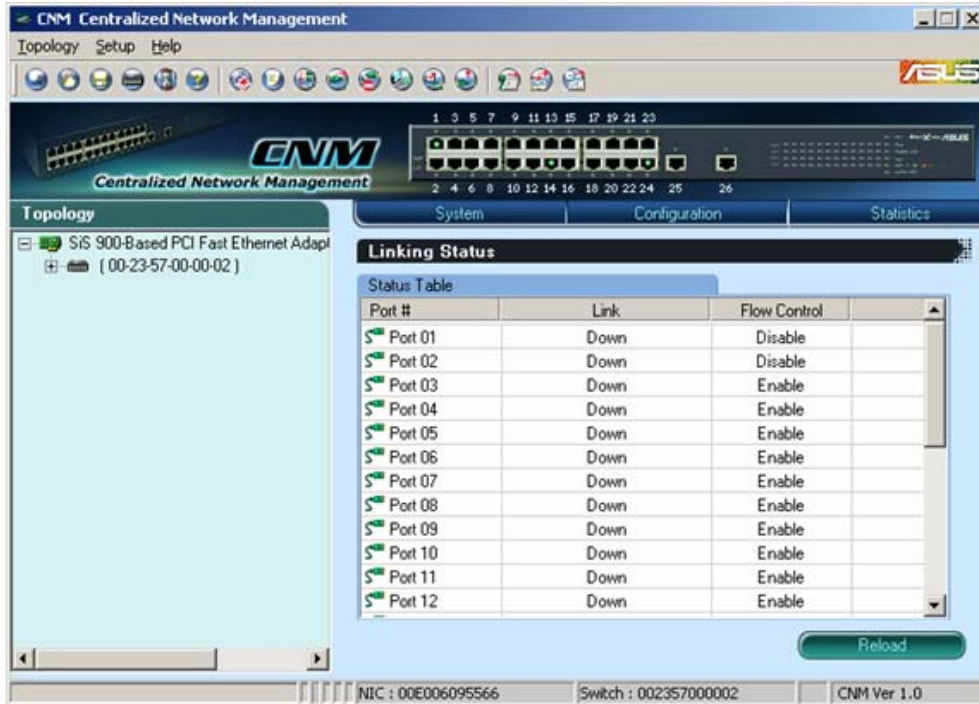 CNM Centralized Network Management
Topology Setup Help
ASUS
1 3 5 7 9 11 13 15 17 19 21 23
CNM
Centralized Network Management
2 4 6 8 10 12 14 16 18 20 22 24 25 26
Topology
System Configuration Statistics
SiS 900-Based PCI Fast Ethernet Adapt
( 00-23-57-00-00-02 )
Linking Status
Status Table
Port # Link Flow Control
Port 01 Down Disable
Port 02 Down Disable
Port 03 Down Enable
Port 04 Down Enable
Port 05 Down Enable
Port 06 Down Enable
Port 07 Down Enable
Port 08 Down Enable
Port 09 Down Enable
Port 10 Down Enable
Port 11 Down Enable
Port 12 Down Enable
Reload
NIC : 00E006095566 Switch : 002357000002 CNM Ver 1.0